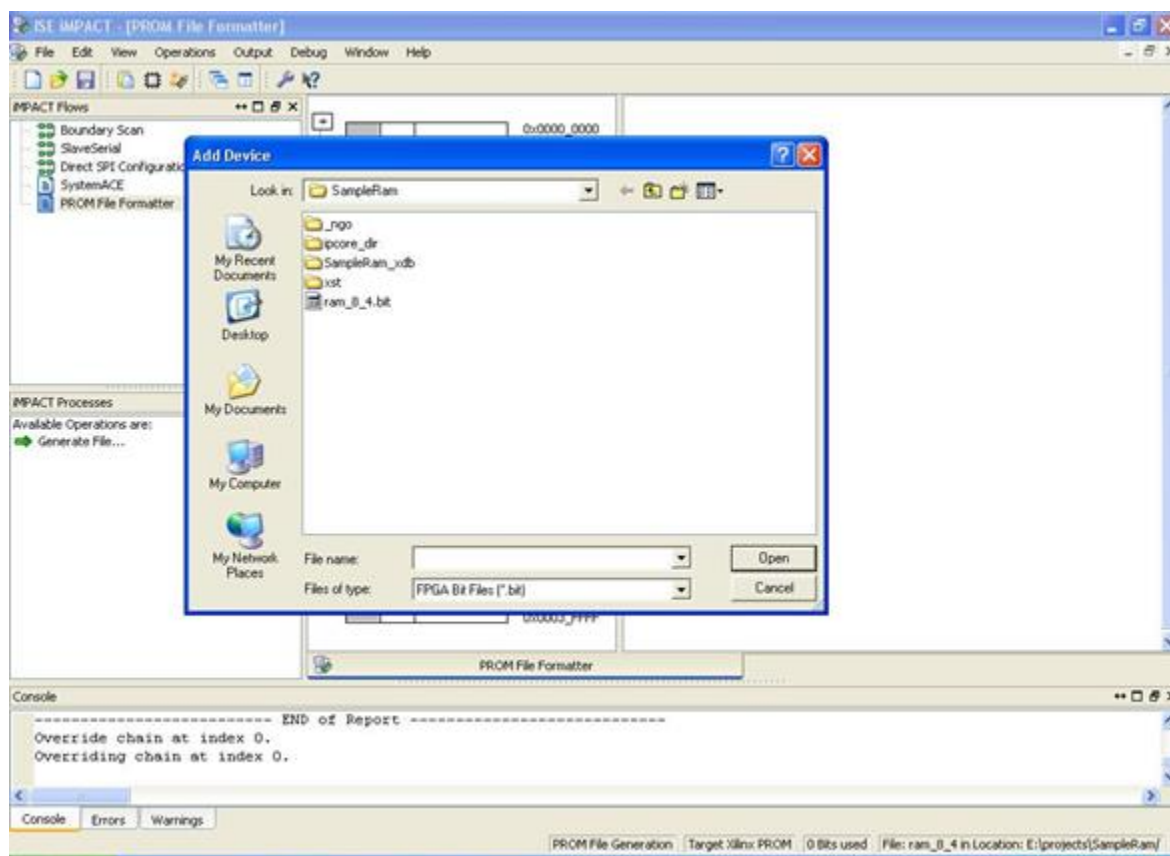 ISE iMPACT - [PROM File Formatter]
File Edit View Operations Output Debug Window Help
iMPACT Flows
Boundary Scan
SlaveSerial
Direct SPI Configuratio
SystemACE
PROM File Formatter
0x0000_0000
Add Device
Look in: SampleRam
_ngo
ipcore_dir
SampleRam_xdb
xst
ram_8_4.bit
My Recent
Documents
Desktop
My Documents
My Computer
My Network
Places
File name: Open
Files of type: FPGA Bit Files (*.bit) Cancel
iMPACT Processes
Available Operations are:
Generate File...
0x0003_FFFF
PROM File Formatter
Console
-------------------------- END of Report ----------------------------
Override chain at index 0.
Overriding chain at index 0.
Console Errors Warnings
PROM File Generation Target Xilinx PROM 0 Bits used File: ram_8_4 in Location: E:\projects\SampleRam/